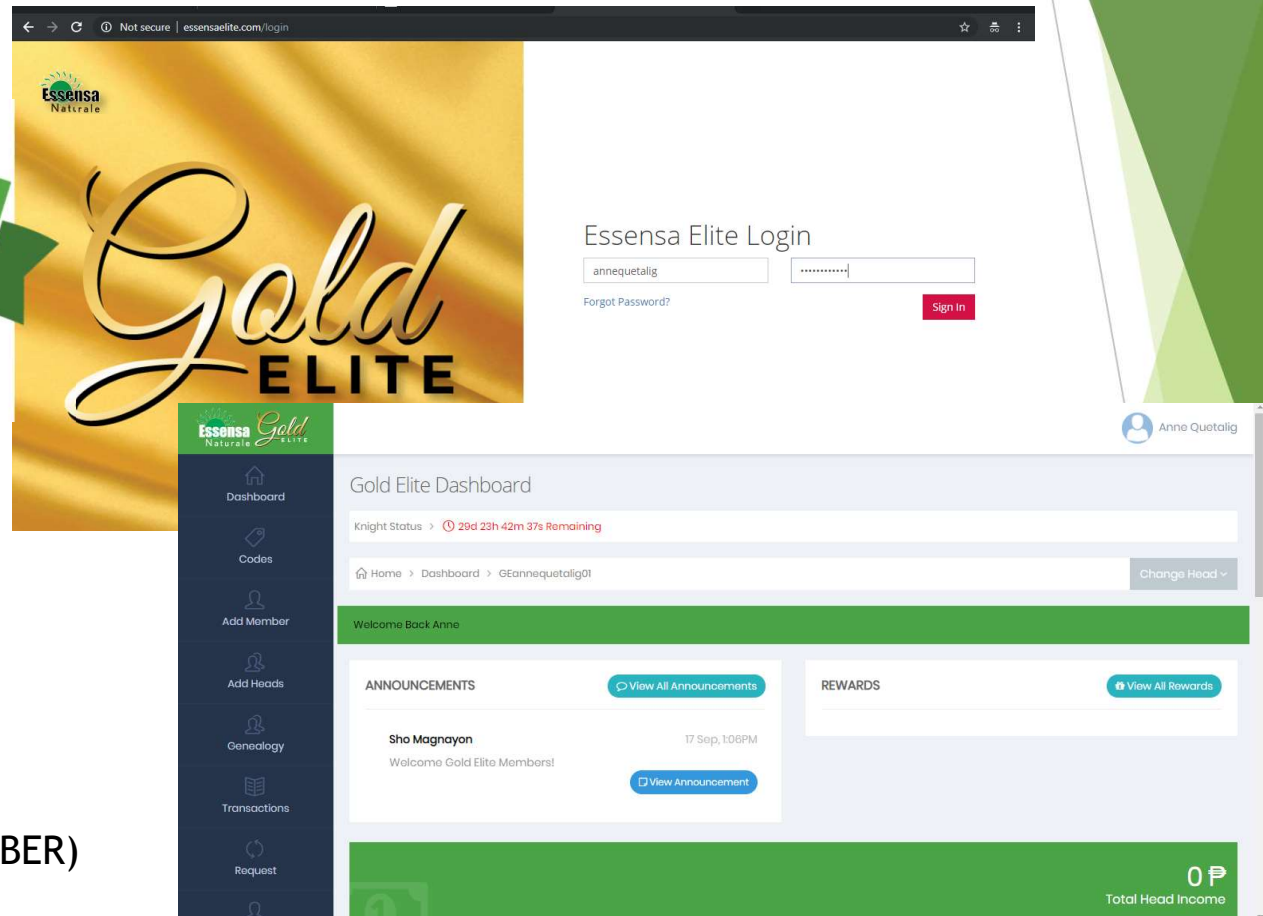 Not secure | essensaelite.com/login
Essensa
Naturale
Gold
ELITE
Essensa Elite Login
annequetalig
••••••••••••
Forgot Password?
Sign In
Essensa Gold
Naturale ELITE
Anne Quetalig
Dashboard
Codes
Add Member
Add Heads
Genealogy
Transactions
Request
Gold Elite Dashboard
Knight Status > 29d 23h 42m 37s Remaining
Home > Dashboard > GEannequetalig01
Change Head
Welcome Back Anne
ANNOUNCEMENTS
View All Announcements
Sho Magnayon
17 Sep, 1:06PM
Welcome Gold Elite Members!
View Announcement
REWARDS
View All Rewards
0 ₱
Total Head Income
BER)